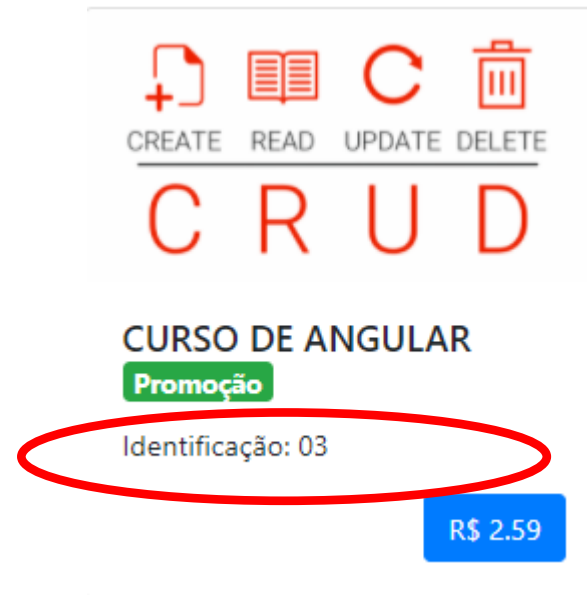 CREATE READ UPDATE DELETE
C R U D
CURSO DE ANGULAR
Promoção
Identificação: 03
R$ 2.59